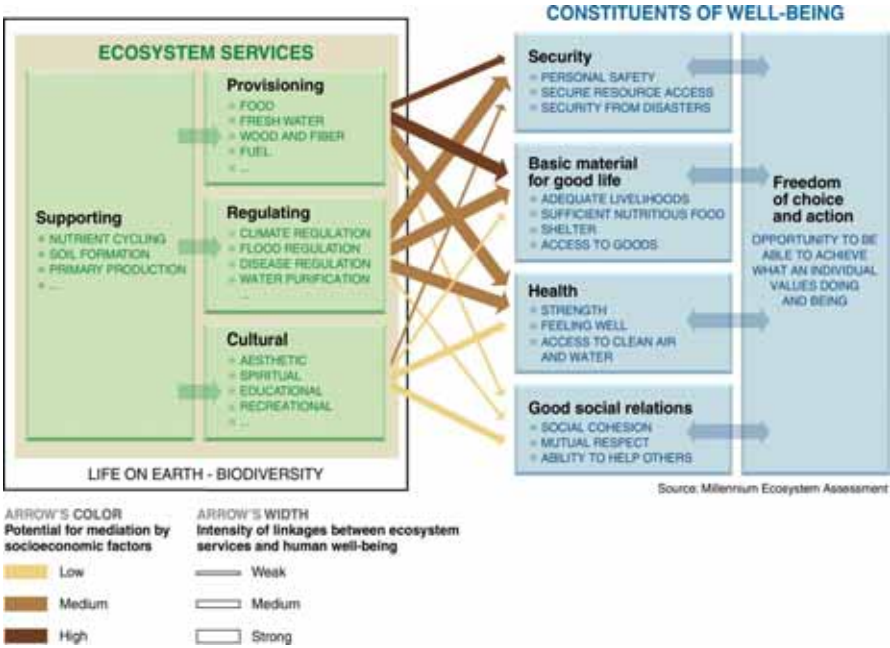 CONSTITUENTS OF WELL-BEING
ECOSYSTEM SERVICES
Supporting
NUTRIENT CYCLING
SOIL FORMATION
PRIMARY PRODUCTION
...
Provisioning
FOOD
FRESH WATER
WOOD AND FIBER
FUEL
...
Regulating
CLIMATE REGULATION
FLOOD REGULATION
DISEASE REGULATION
WATER PURIFICATION
...
Cultural
AESTHETIC
SPIRITUAL
EDUCATIONAL
RECREATIONAL
...
LIFE ON EARTH - BIODIVERSITY
Security
PERSONAL SAFETY
SECURE RESOURCE ACCESS
SECURITY FROM DISASTERS
Basic material
for good life
ADEQUATE LIVELIHOODS
SUFFICIENT NUTRITIOUS FOOD
SHELTER
ACCESS TO GOODS
Health
STRENGTH
FEELING WELL
ACCESS TO CLEAN AIR
AND WATER
Good social relations
SOCIAL COHESION
MUTUAL RESPECT
ABILITY TO HELP OTHERS
Freedom
of choice
and action
OPPORTUNITY TO BE
ABLE TO ACHIEVE
WHAT AN INDIVIDUAL
VALUES DOING
AND BEING
Source: Millennium Ecosystem Assessment
ARROW'S COLOR
Potential for mediation by
socioeconomic factors
Low
Medium
High
ARROW'S WIDTH
Intensity of linkages between ecosystem
services and human well-being
Weak
Medium
Strong